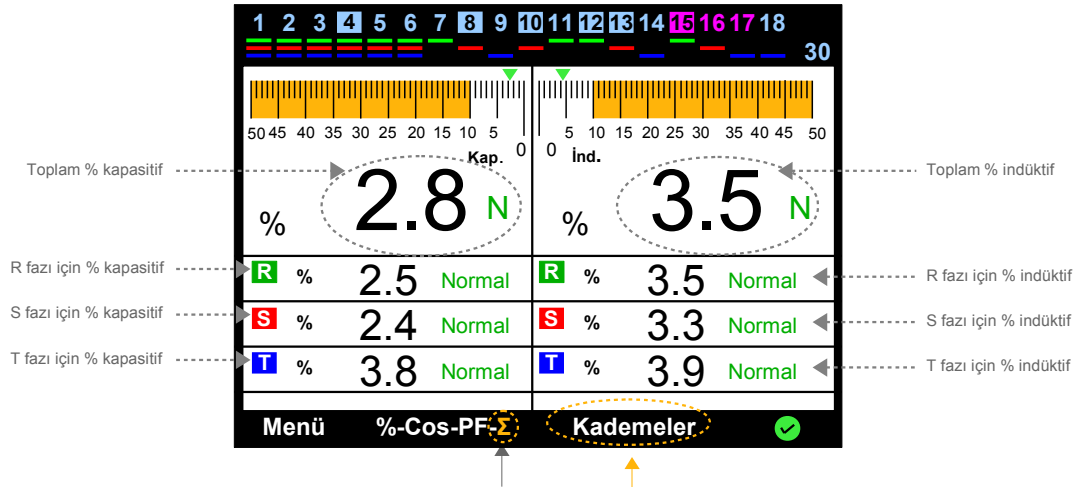 1 2 3 4 5 6 7 8 9 10 11 12 13 14 15 16 17 18
30
50 45 40 35 30 25 20 15 10 5 0
0 5 10 15 20 25 30 35 40 45 50
Kap.
İnd.
Toplam % kapasitif
% 2.8 N
% 3.5 N
Toplam % indüktif
R fazı için % kapasitif
R % 2.5 Normal
R % 3.5 Normal
R fazı için % indüktif
S fazı için % kapasitif
S % 2.4 Normal
S % 3.3 Normal
S fazı için % indüktif
T fazı için % kapasitif
T % 3.8 Normal
T % 3.9 Normal
T fazı için % indüktif
Menü %-Cos-PF-Σ Kademeler